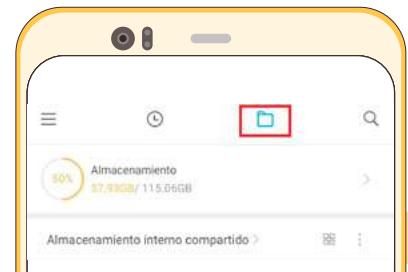 Almacenamiento
50%
57,93GB/ 115.06GB
Almacenamiento interno compartido >